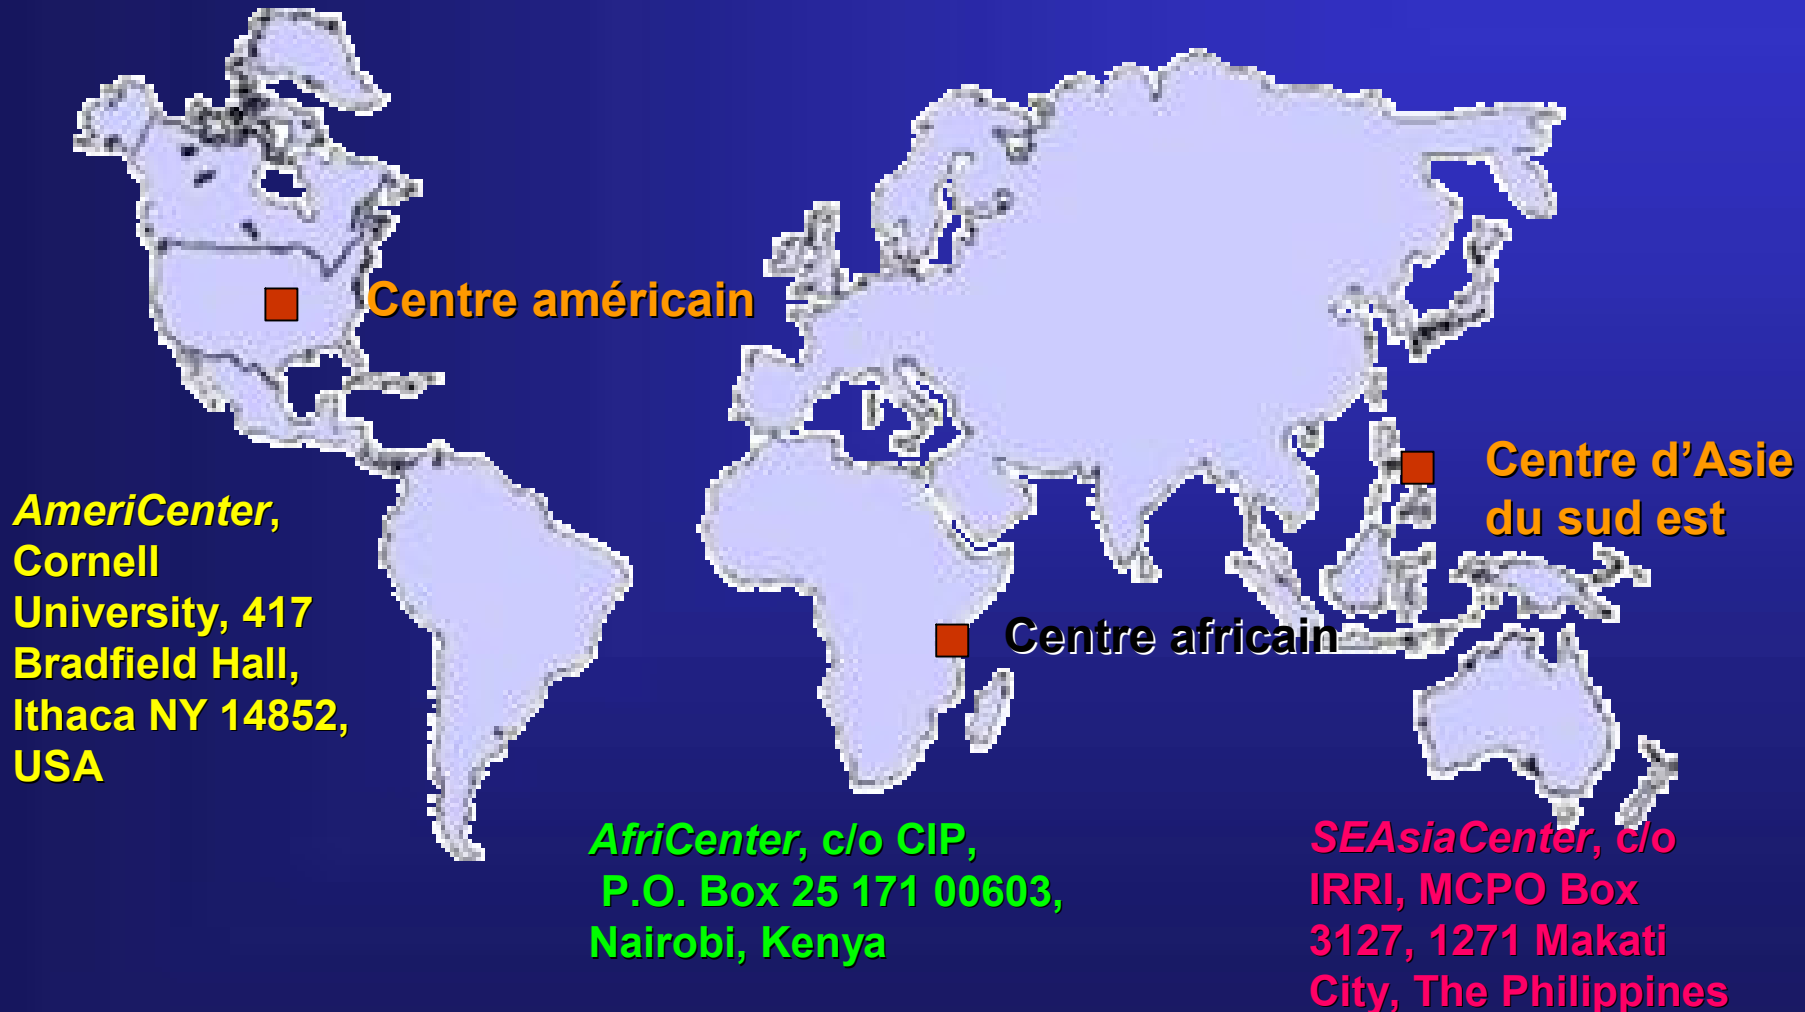 Centre américain
Centre d’Asie
du sud est
AmeriCenter,
Cornell
University, 417
Bradfield Hall,
Ithaca NY 14852,
USA
Centre africain
AfriCenter, c/o CIP,
P.O. Box 25 171 00603,
Nairobi, Kenya
SEAsiaCenter, c/o
IRRI, MCPO Box
3127, 1271 Makati
City, The Philippines